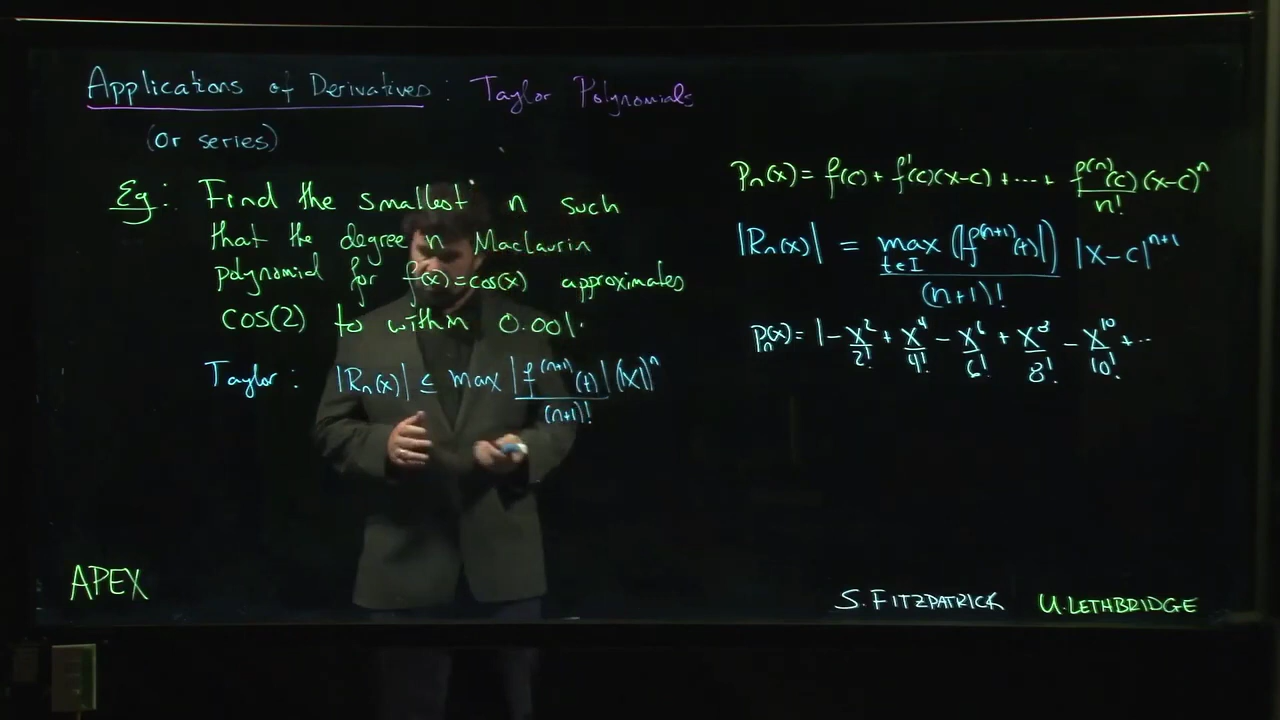 Applications of Derivatives: Taylor Polynomials
(or series)
Eg: Find the smallest n such
that the degree n Maclaurin
polynomial for f(x)=cos(x) approximates
cos(2) to within 0.001.
Taylor: |Rₙ(x)| ≤ max |f⁽ⁿ⁺¹⁾(t)| / (n+1)! (|x|)ⁿ
Pₙ(x) = f(c) + f'(c)(x-c) + ... + f⁽ⁿ⁾(c)/n! (x-c)ⁿ
|Rₙ(x)| = max t∈I (|f⁽ⁿ⁺¹⁾(t)|) / (n+1)! |x-c|ⁿ⁺¹
Pₙ(x) = 1 - x²/2! + x⁴/4! - x⁶/6! + x⁸/8! - x¹⁰/10! + ...
APEX
S. FITZPATRICK U. LETHBRIDGE